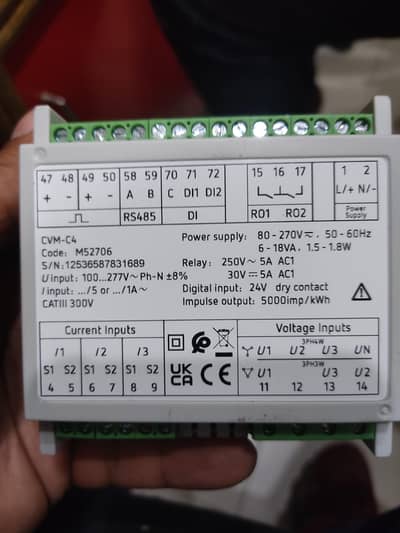 47 48 49 50 58 59 70 71 72 15 16 17 1 2
+ - + - A B C DI1 DI2 L/+ N/-
RS485 DI RO1 RO2 Power Supply
CVM-C4
Code: M52706
S/N: 12536587831689
U input: 100...277V~ Ph-N ±8%
I input: .../5 or .../1A~
CATIII 300V
Power supply: 80 - 270V⎓, 50 - 60Hz
6 - 18VA, 1.5 - 1.8W
Relay: 250V~ 5A AC1
30V⎓ 5A AC1
Digital input: 24V dry contact
Impulse output: 5000imp/kWh
Current Inputs
I1 I2 I3
S1 S2 S1 S2 S1 S2
4 5 6 7 8 9
UK CA CE
Voltage Inputs
3PH4W
U1 U2 U3 UN
3PH3W
U1 U3 U2
11 12 13 14